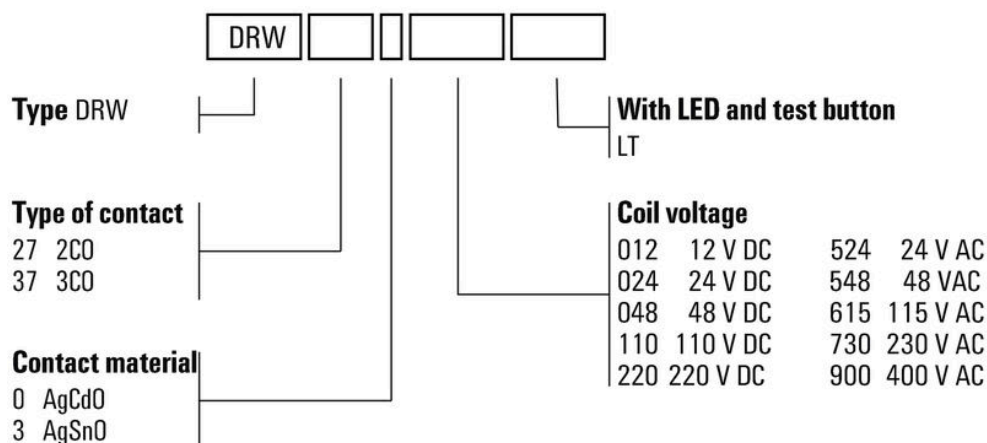 DRW
Type DRW
With LED and test button
LT
Type of contact
27 2CO
37 3CO
Coil voltage
012 12 V DC 524 24 V AC
024 24 V DC 548 48 VAC
048 48 V DC 615 115 V AC
110 110 V DC 730 230 V AC
220 220 V DC 900 400 V AC
Contact material
0 AgCdO
3 AgSnO